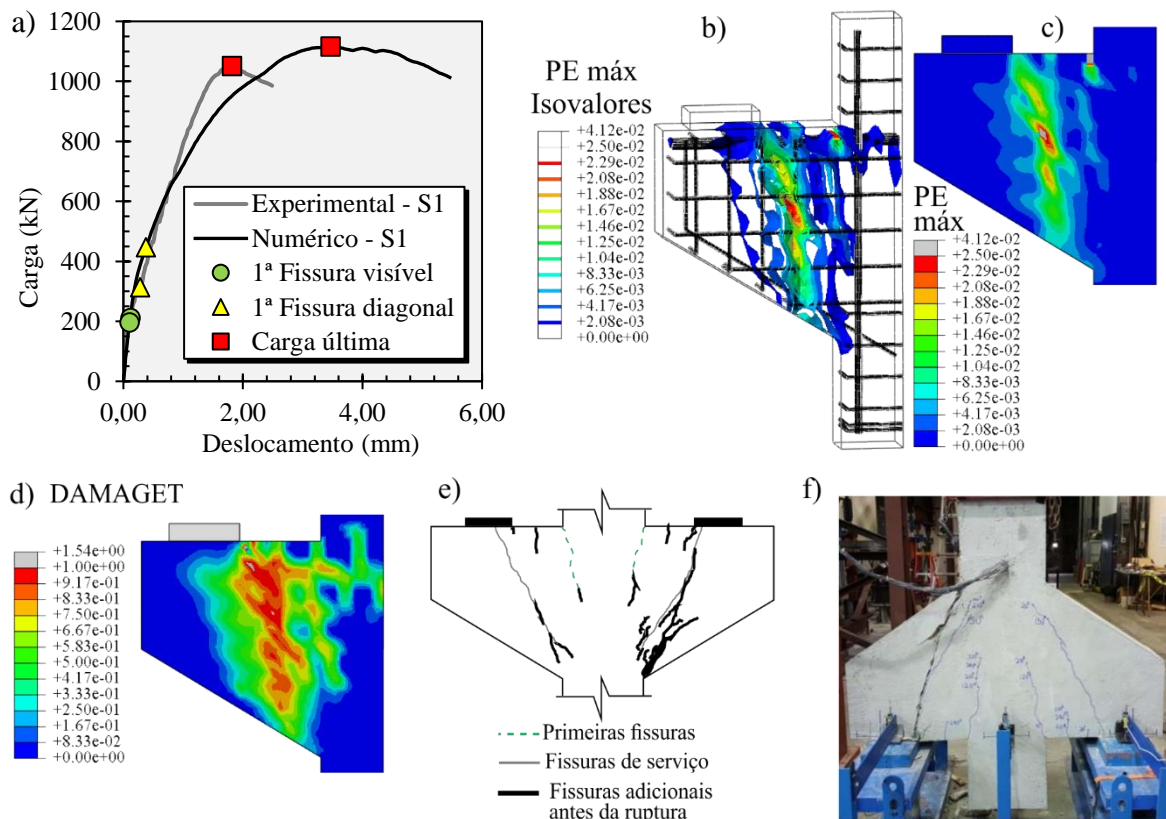 a)
1200
1000
800
600
400
200
0
Carga (kN)
0,00
2,00
4,00
6,00
Deslocamento (mm)
Experimental - S1
Numérico - S1
1ª Fissura visível
1ª Fissura diagonal
Carga última
b)
PE máx
Isovalores
+4.12e-02
+2.50e-02
+2.29e-02
+2.08e-02
+1.88e-02
+1.67e-02
+1.46e-02
+1.25e-02
+1.04e-02
+8.33e-03
+6.25e-03
+4.17e-03
+2.08e-03
+0.00e+00
c)
PE
máx
+4.12e-02
+2.50e-02
+2.29e-02
+2.08e-02
+1.88e-02
+1.67e-02
+1.46e-02
+1.25e-02
+1.04e-02
+8.33e-03
+6.25e-03
+4.17e-03
+2.08e-03
+0.00e+00
d) DAMAGET
+1.54e+00
+1.00e+00
+9.17e-01
+8.33e-01
+7.50e-01
+6.67e-01
+5.83e-01
+5.00e-01
+4.17e-01
+3.33e-01
+2.50e-01
+1.67e-01
+8.33e-02
+0.00e+00
e)
Primeiras fissuras
Fissuras de serviço
Fissuras adicionais
antes da ruptura
f)